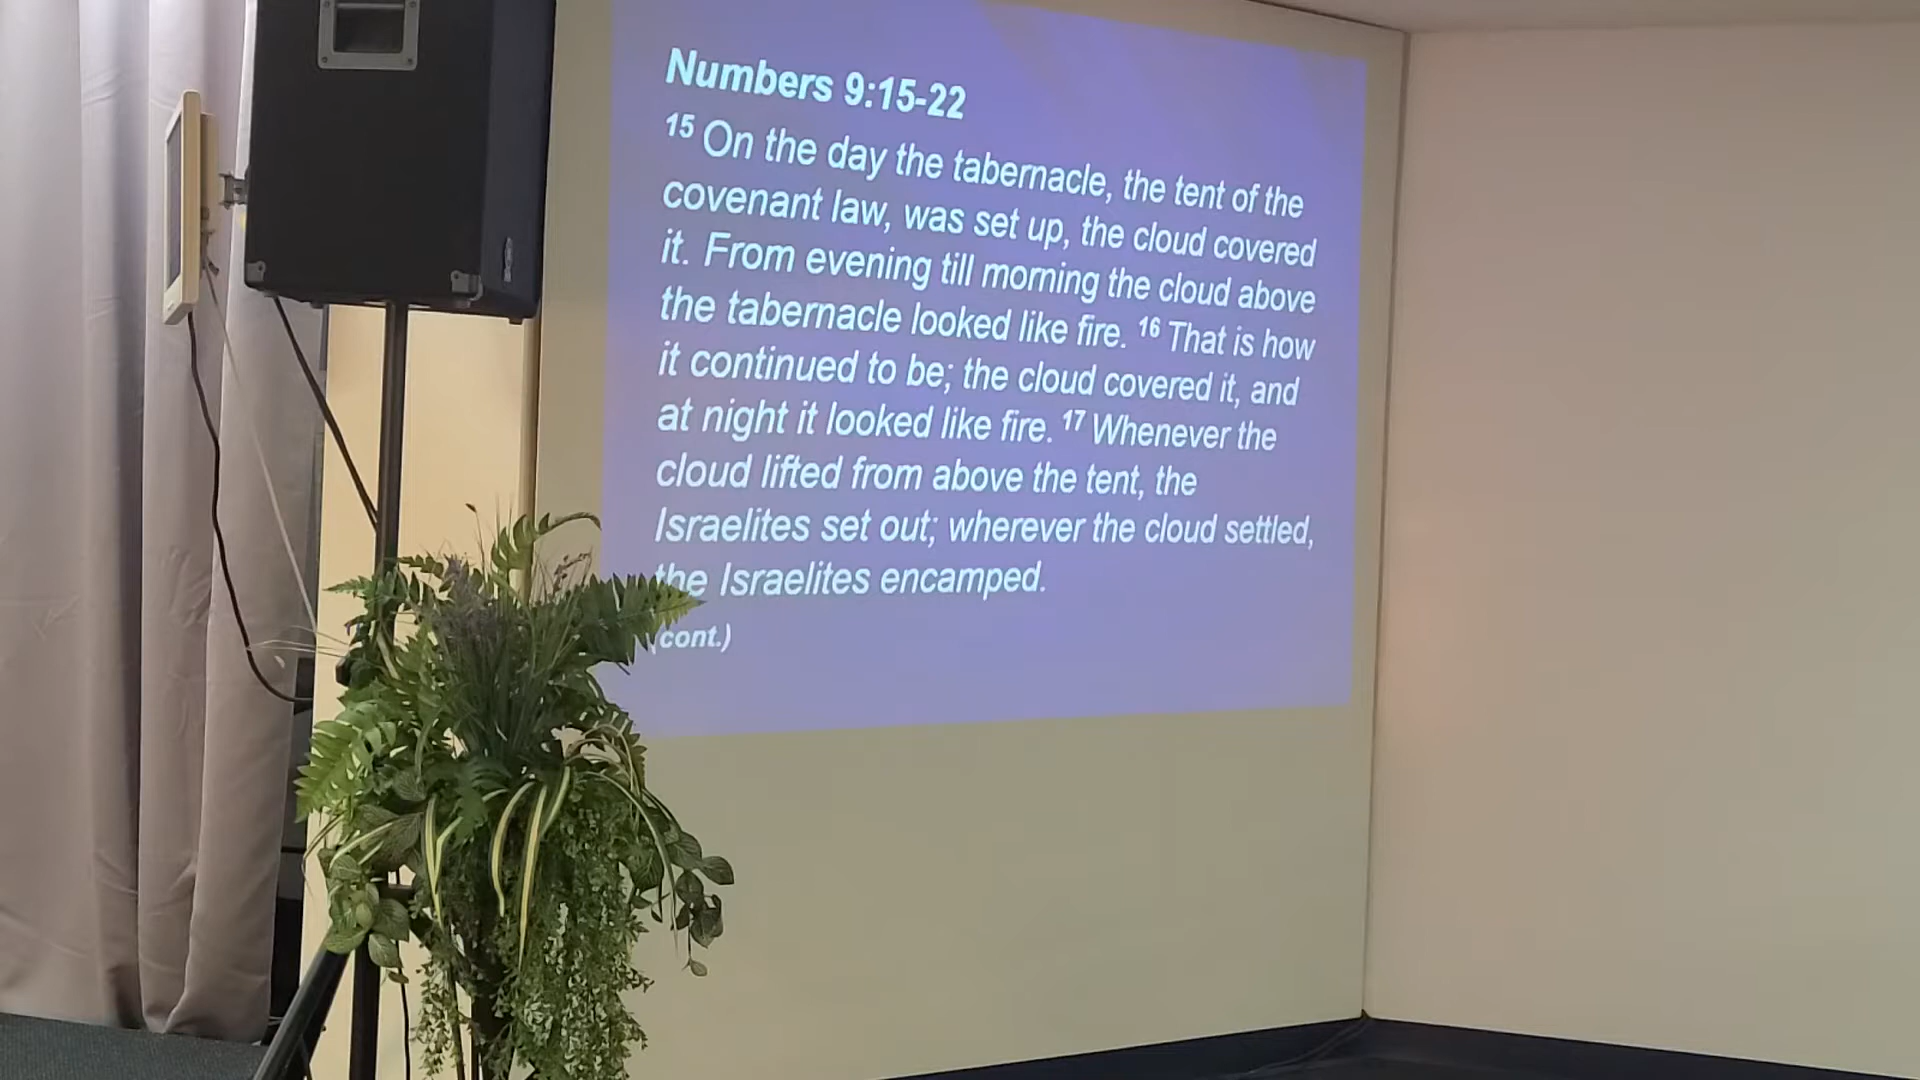 Numbers 9:15-22
15 On the day the tabernacle, the tent of the
covenant law, was set up, the cloud covered
it. From evening till morning the cloud above
the tabernacle looked like fire. 16 That is how
it continued to be; the cloud covered it, and
at night it looked like fire. 17 Whenever the
cloud lifted from above the tent, the
Israelites set out; wherever the cloud settled,
the Israelites encamped.
(cont.)